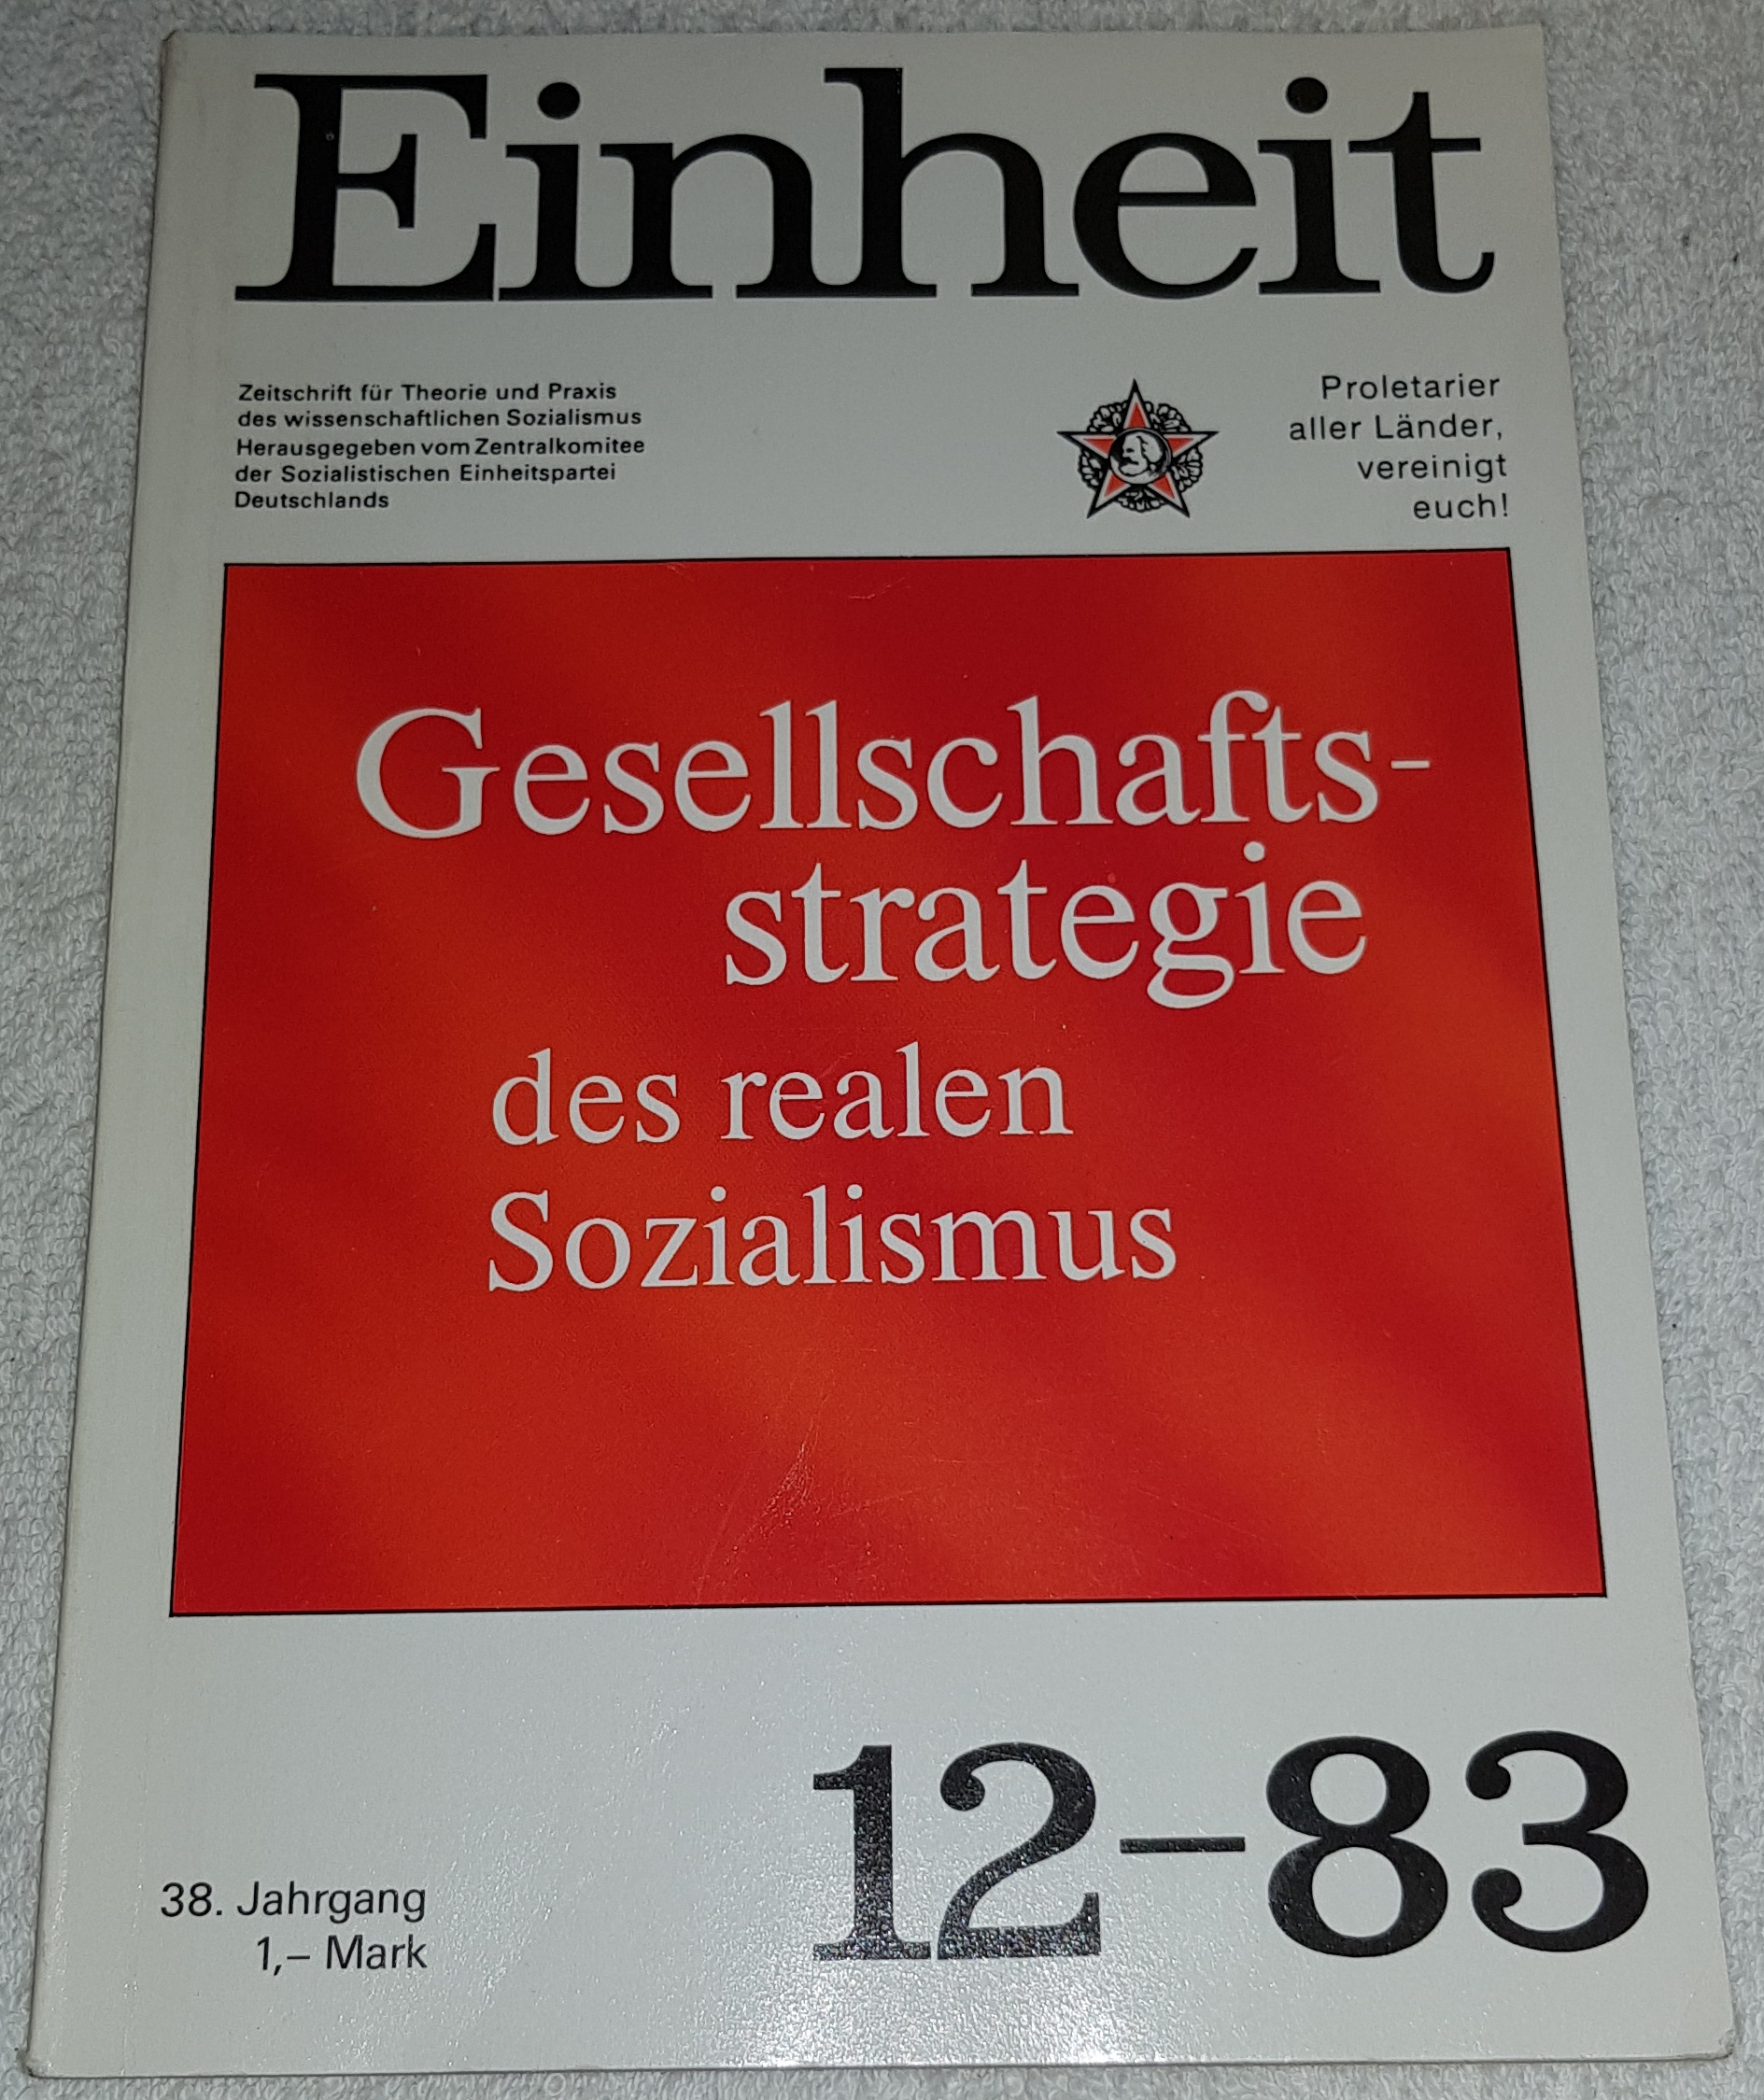 Einheit
Zeitschrift für Theorie und Praxis
des wissenschaftlichen Sozialismus
Herausgegeben vom Zentralkomitee
der Sozialistischen Einheitspartei
Deutschlands
Proletarier
aller Länder,
vereinigt
euch!
Gesellschafts-
strategie
des realen
Sozialismus
38. Jahrgang
1,– Mark
12–83